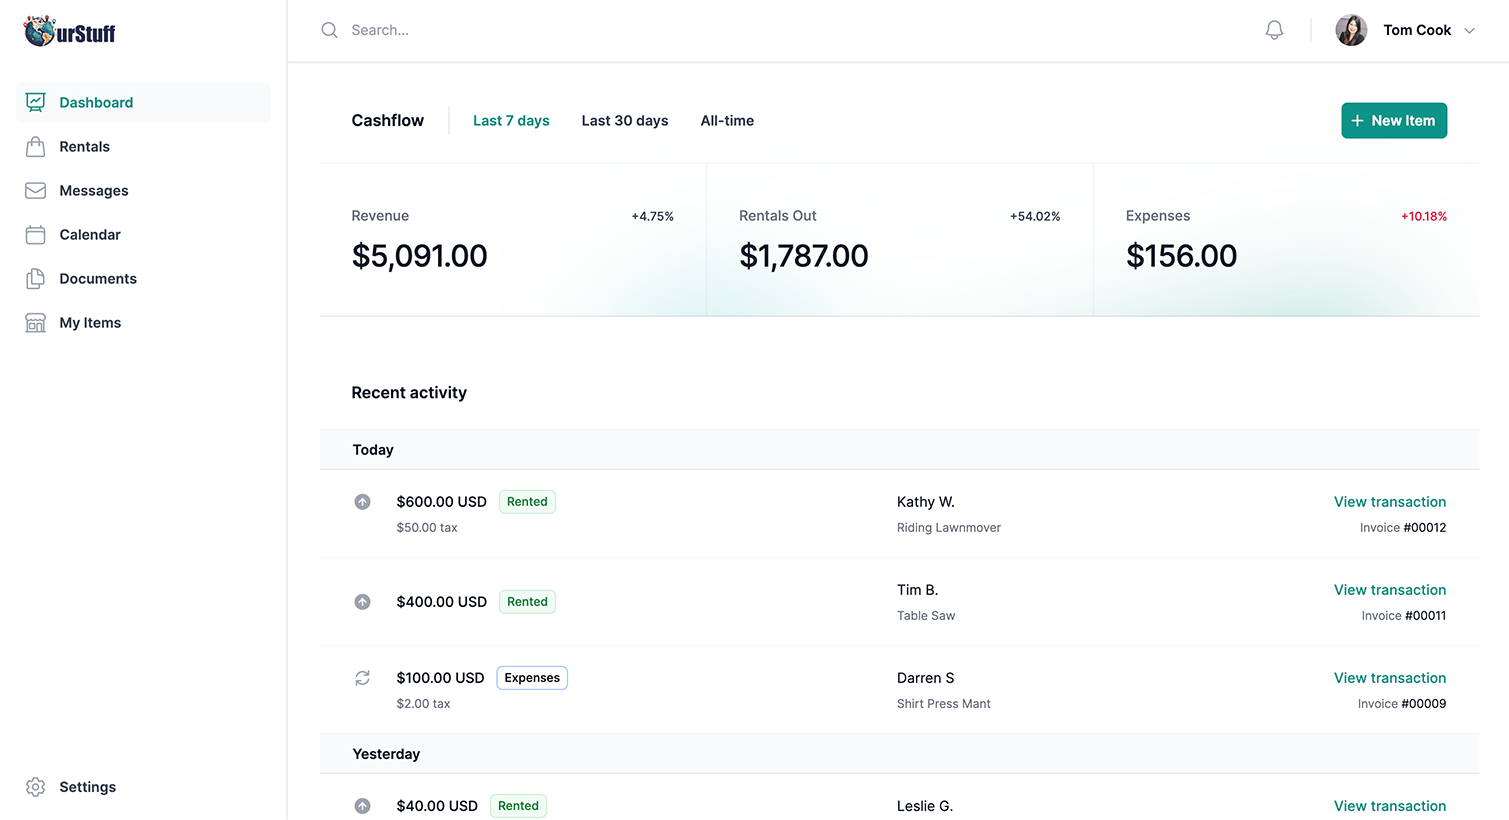 urStuff
Search...
Tom Cook
Dashboard
Rentals
Messages
Calendar
Documents
My Items
Settings
Cashflow
Last 7 days
Last 30 days
All-time
+ New Item
Revenue
+4.75%
$5,091.00
Rentals Out
+54.02%
$1,787.00
Expenses
+10.18%
$156.00
Recent activity
Today
$600.00 USD Rented
$50.00 tax
Kathy W.
Riding Lawnmover
View transaction
Invoice #00012
$400.00 USD Rented
Tim B.
Table Saw
View transaction
Invoice #00011
$100.00 USD Expenses
$2.00 tax
Darren S
Shirt Press Mant
View transaction
Invoice #00009
Yesterday
$40.00 USD Rented
Leslie G.
View transaction